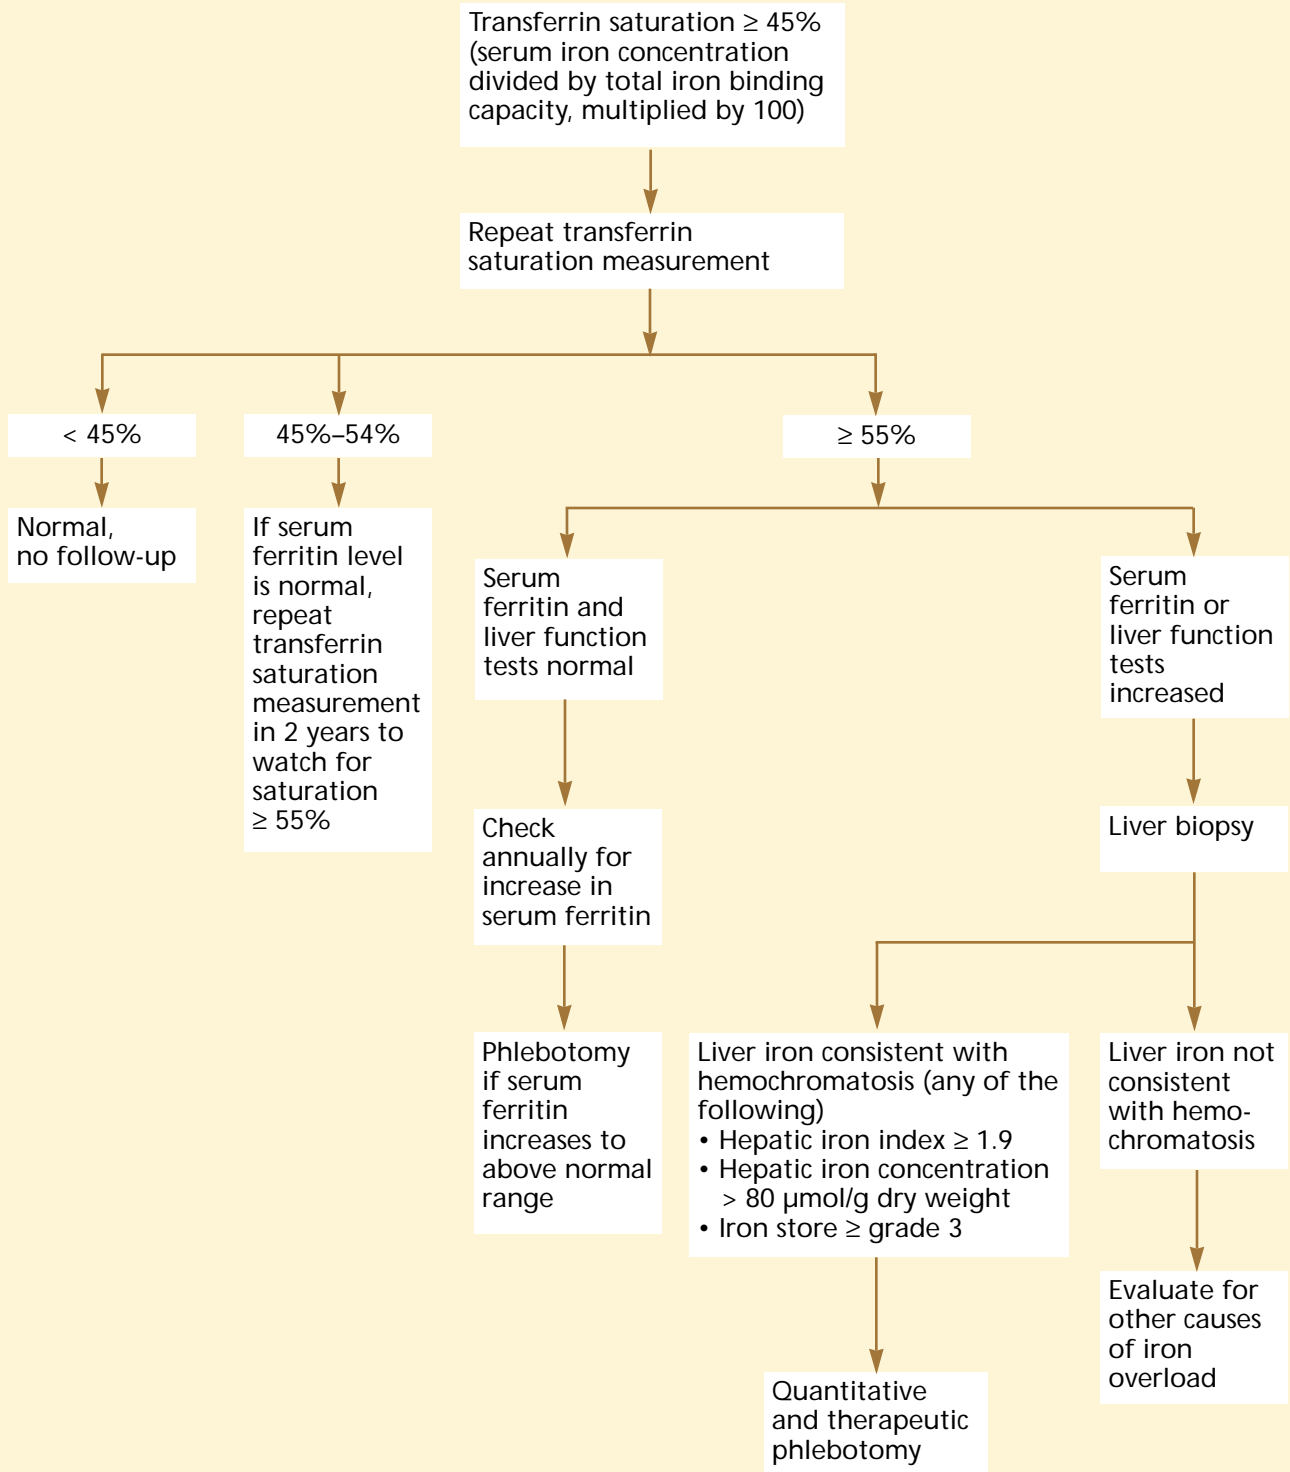 Transferrin saturation ≥ 45%
(serum iron concentration
divided by total iron binding
capacity, multiplied by 100)
Repeat transferrin
saturation measurement
< 45%
45%–54%
≥ 55%
Normal,
no follow-up
If serum
ferritin level
is normal,
repeat
transferrin
saturation
measurement
in 2 years to
watch for
saturation
≥ 55%
Serum
ferritin and
liver function
tests normal
Serum
ferritin or
liver function
tests
increased
Check
annually for
increase in
serum ferritin
Liver biopsy
Phlebotomy
if serum
ferritin
increases to
above normal
range
Liver iron consistent with
hemochromatosis (any of the
following)
• Hepatic iron index ≥ 1.9
• Hepatic iron concentration
> 80 µmol/g dry weight
• Iron store ≥ grade 3
Liver iron not
consistent
with hemo-
chromatosis
Evaluate for
other causes
of iron
overload
Quantitative
and therapeutic
phlebotomy